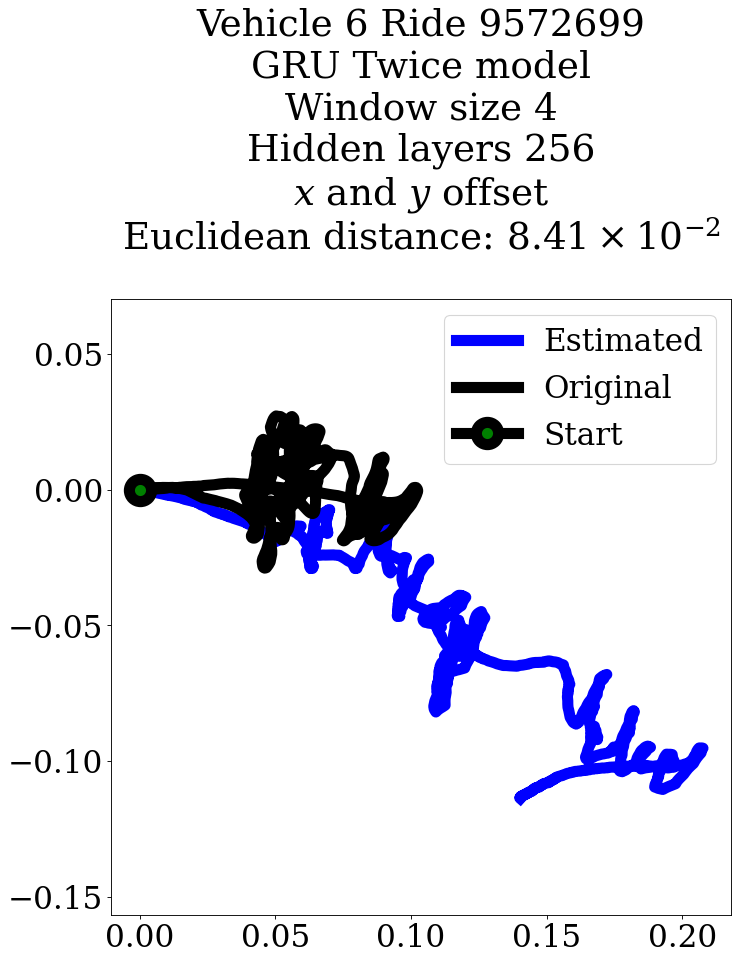 Vehicle 6 Ride 9572699
GRU Twice model
Window size 4
Hidden layers 256
x and y offset
Euclidean distance: 8.41 × 10⁻²
Estimated
Original
Start
0.05
0.00
−0.05
−0.10
−0.15
0.00 0.05 0.10 0.15 0.20